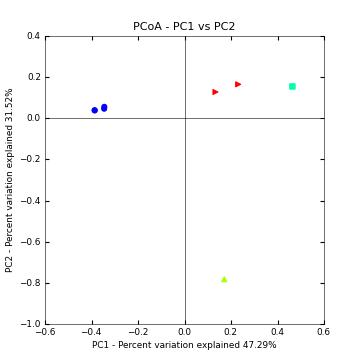 PCoA - PC1 vs PC2
0.4
0.2
0.0
−0.2
−0.4
−0.6
−0.8
−1.0
−0.6 −0.4 −0.2 0.0 0.2 0.4 0.6
PC2 - Percent variation explained 31.52%
PC1 - Percent variation explained 47.29%